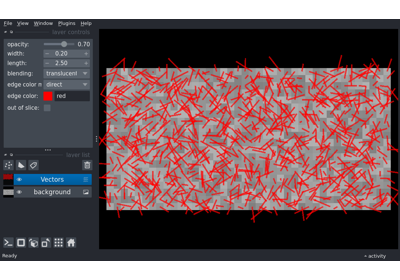 File View Window Plugins Help
layer controls
opacity: 0.70
width: 0.20
length: 2.50
blending: translucent
edge color m direct
edge color: red
out of slice:
layer list
Vectors
background
Ready
activity